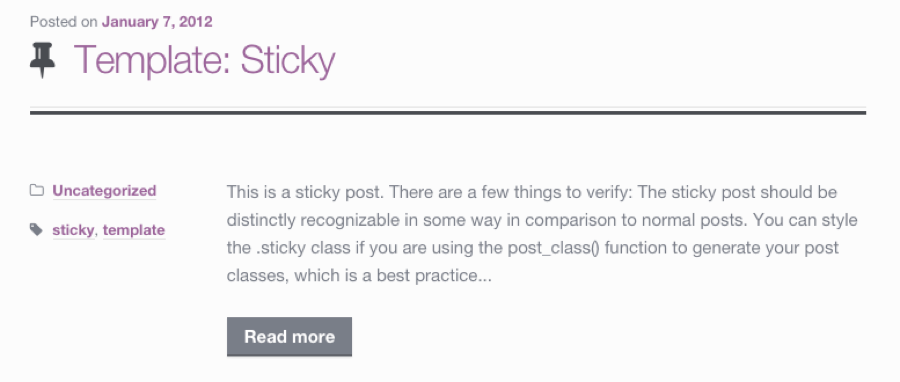 Posted on January 7, 2012
Template: Sticky
Uncategorized
sticky, template
This is a sticky post. There are a few things to verify: The sticky post should be
distinctly recognizable in some way in comparison to normal posts. You can style
the .sticky class if you are using the post_class() function to generate your post
classes, which is a best practice...
Read more